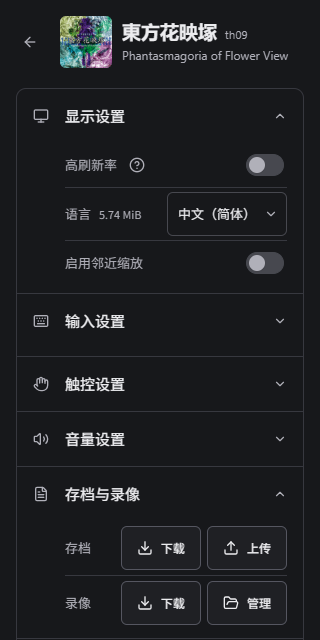 東方花映塚 th09
Phantasmagoria of Flower View
显示设置
高刷新率
语言 5.74 MiB 中文（简体）
启用邻近缩放
输入设置
触控设置
音量设置
存档与录像
存档 下载 上传
录像 下载 管理